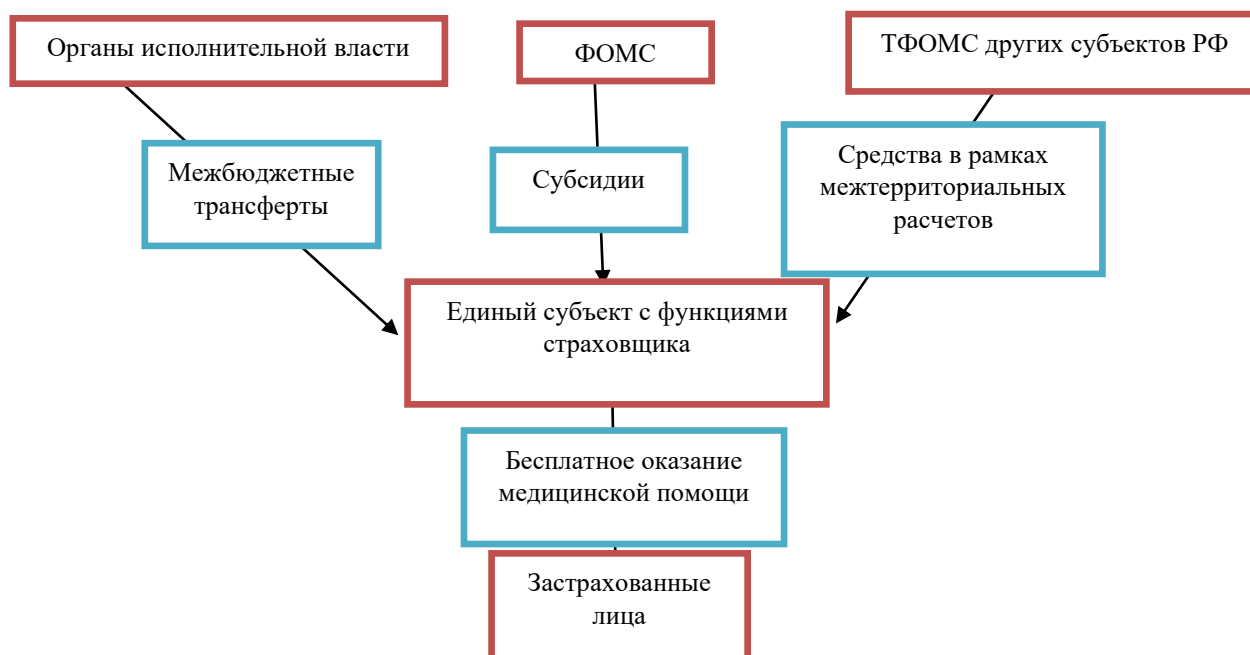 Органы исполнительной власти
ФОМС
ТФОМС других субъектов РФ
Межбюджетные
трансферты
Субсидии
Средства в рамках
межтерриториальных
расчетов
Единый субъект с функциями
страховщика
Бесплатное оказание
медицинской помощи
Застрахованные
лица